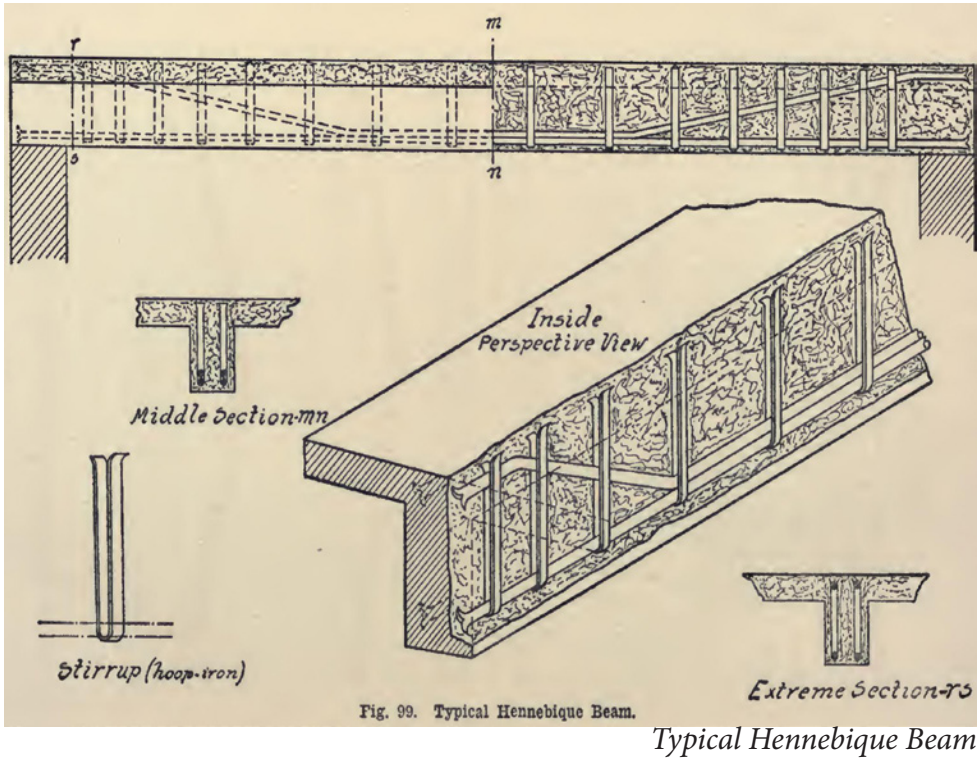 r
m
s
n
Inside
Perspective View
Middle Section-mn
Stirrup (hoop-iron)
Extreme Section-rs
Fig. 99. Typical Hennebique Beam.
Typical Hennebique Beam